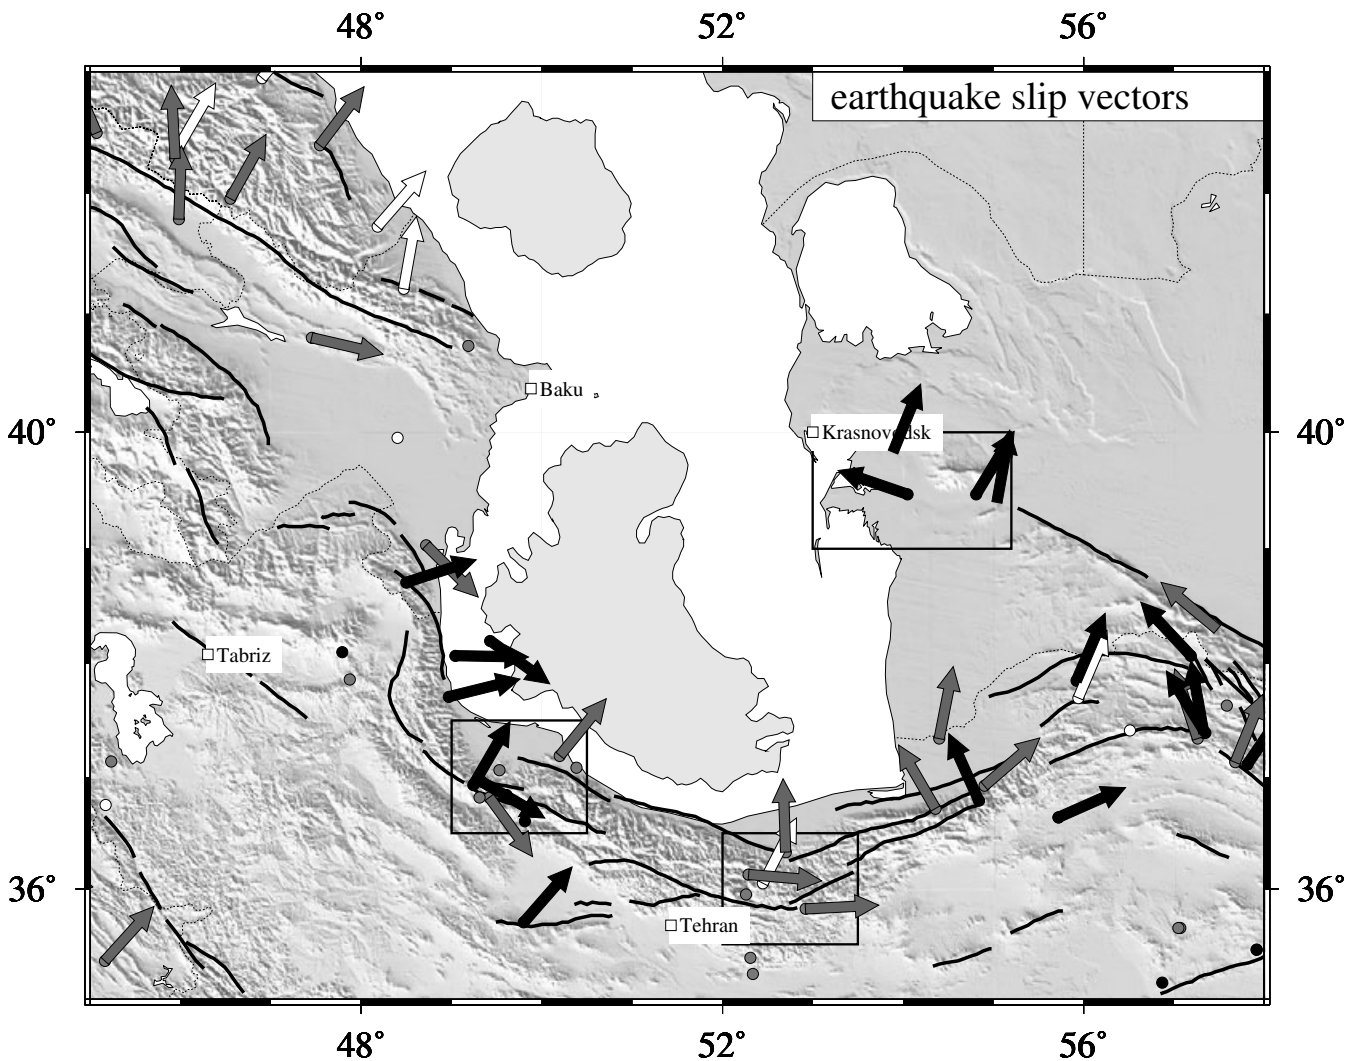 48° 52° 56°
earthquake slip vectors
Baku
40° Krasnovodsk 40°
Tabriz
36° 36°
Tehran
48° 52° 56°